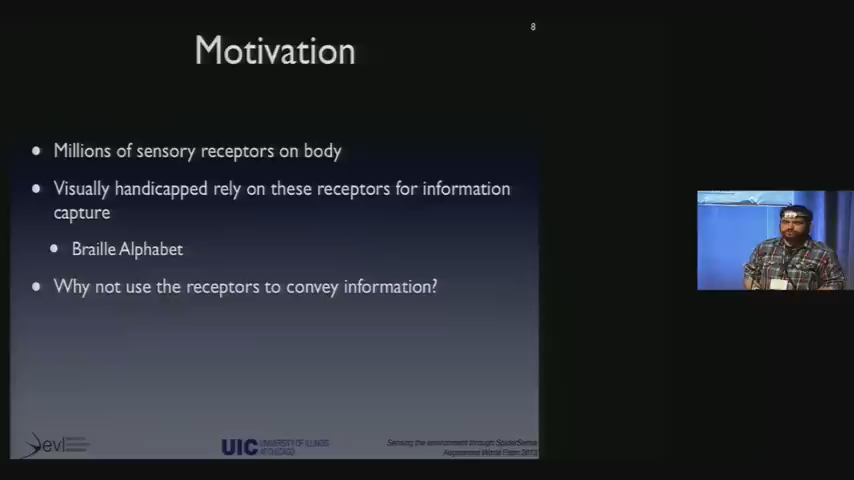 8
Motivation
Millions of sensory receptors on body
Visually handicapped rely on these receptors for information
capture
Braille Alphabet
Why not use the receptors to convey information?
evl
UIC UNIVERSITY OF ILLINOIS
AT CHICAGO
Sensing the environment through SpiderSense
Augmented World Expo 2013